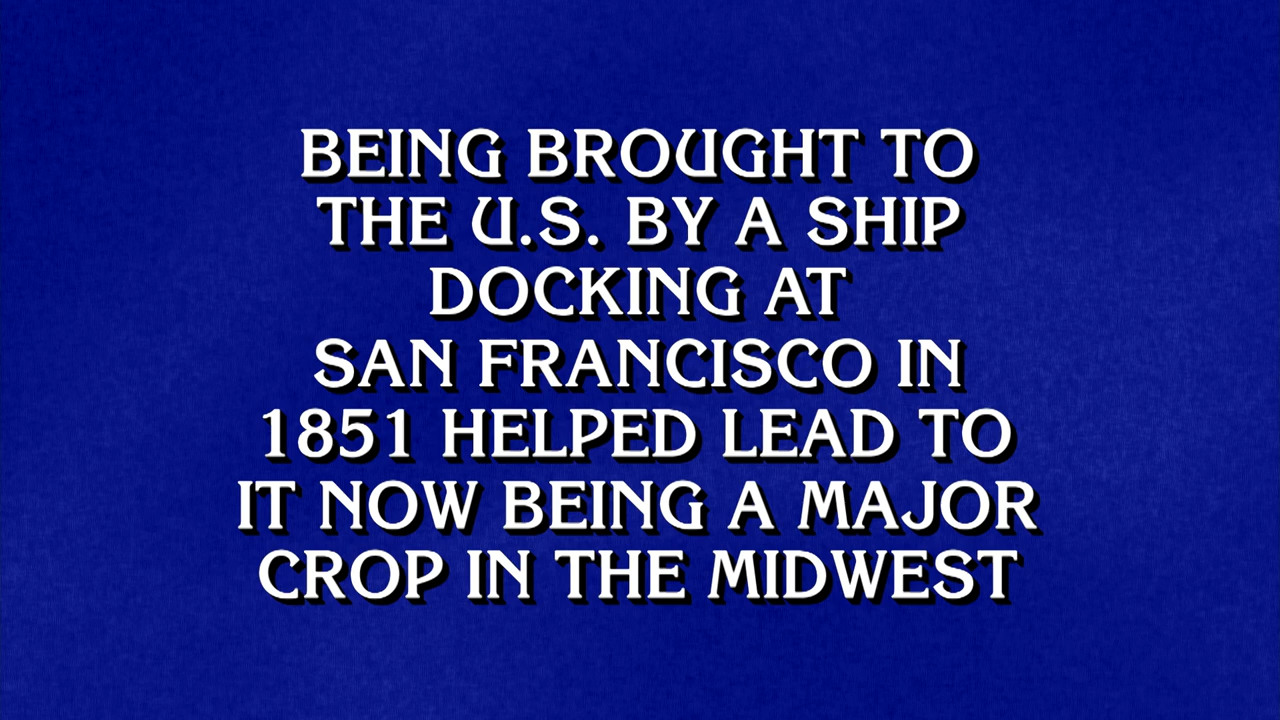 BEING BROUGHT TO
THE U.S. BY A SHIP
DOCKING AT
SAN FRANCISCO IN
1851 HELPED LEAD TO
IT NOW BEING A MAJOR
CROP IN THE MIDWEST